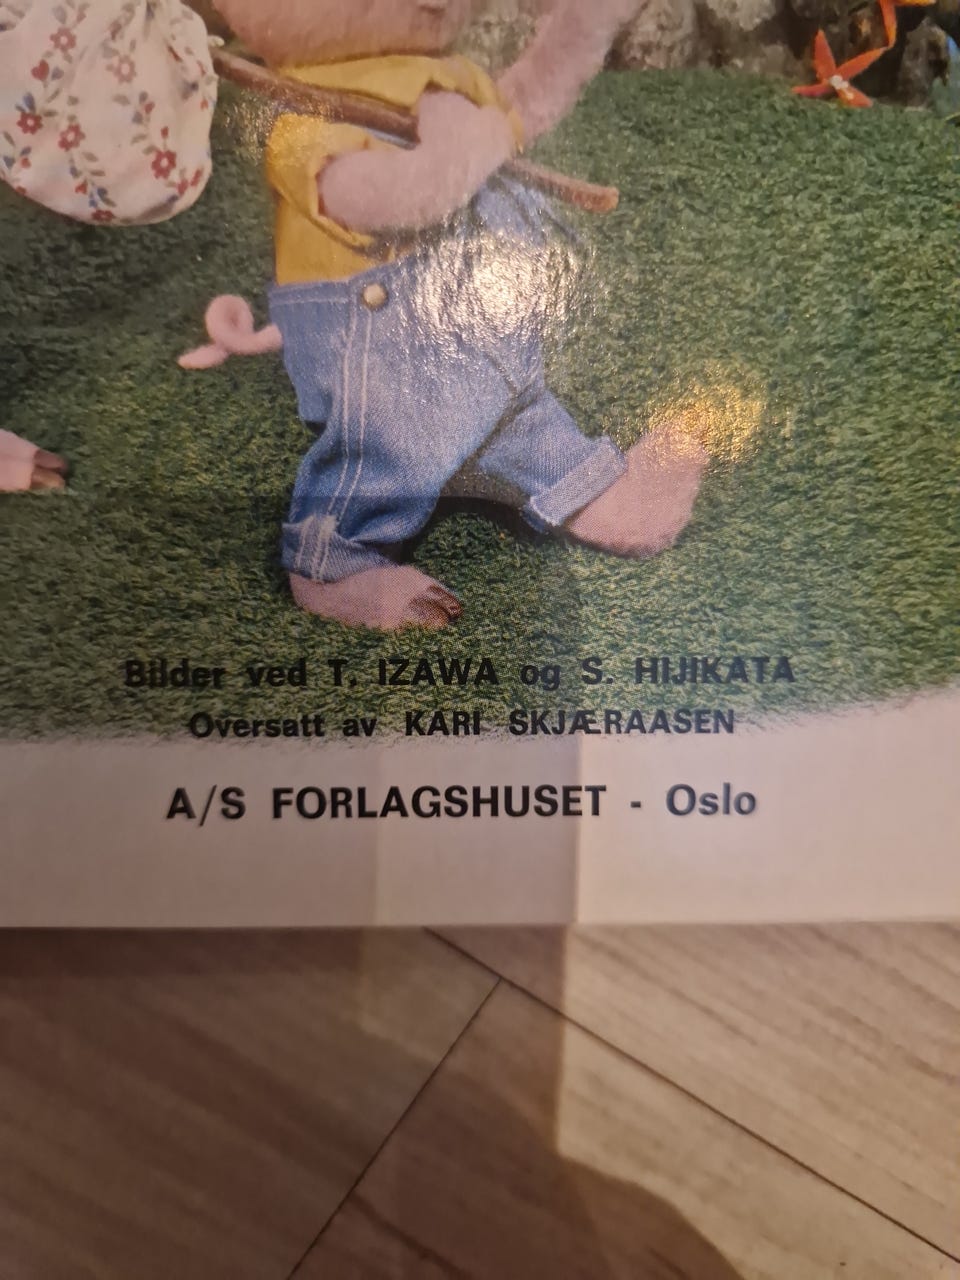 Bilder ved T. IZAWA og S. HIJIKATA
Oversatt av KARI SKJÆRAASEN
A/S FORLAGSHUSET - Oslo